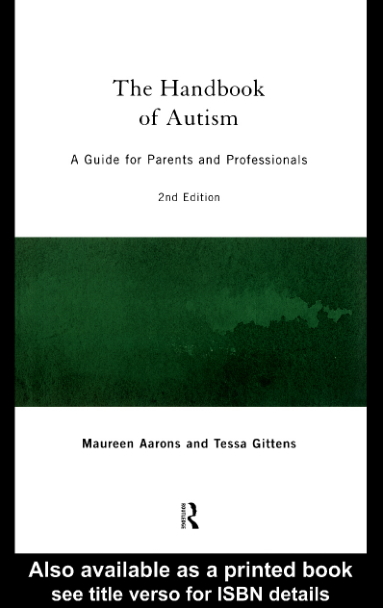 The Handbook
of Autism
A Guide for Parents and Professionals
2nd Edition
Maureen Aarons and Tessa Gittens
R
ROUTLEDGE
Also available as a printed book
see title verso for ISBN details